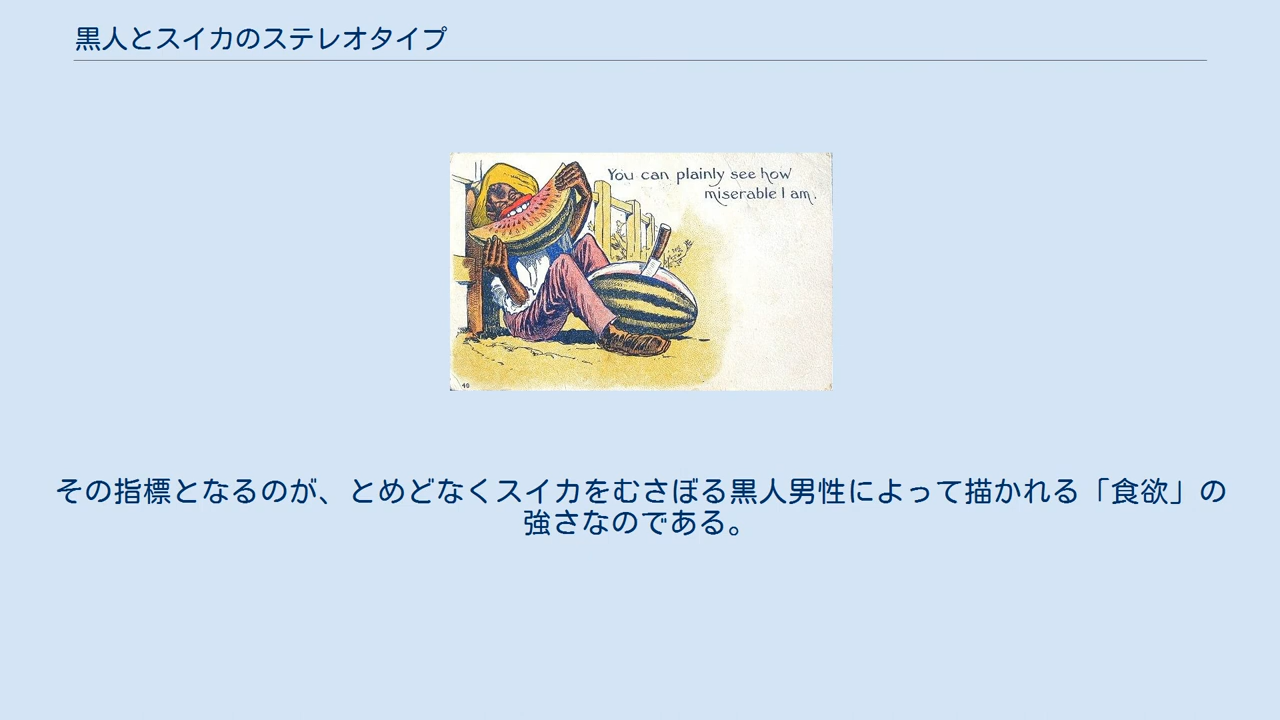 黒人とスイカのステレオタイプ
You can plainly see how
miserable I am.
40
その指標となるのが、とめどなくスイカをむさぼる黒人男性によって描かれる「食欲」の
強さなのである。